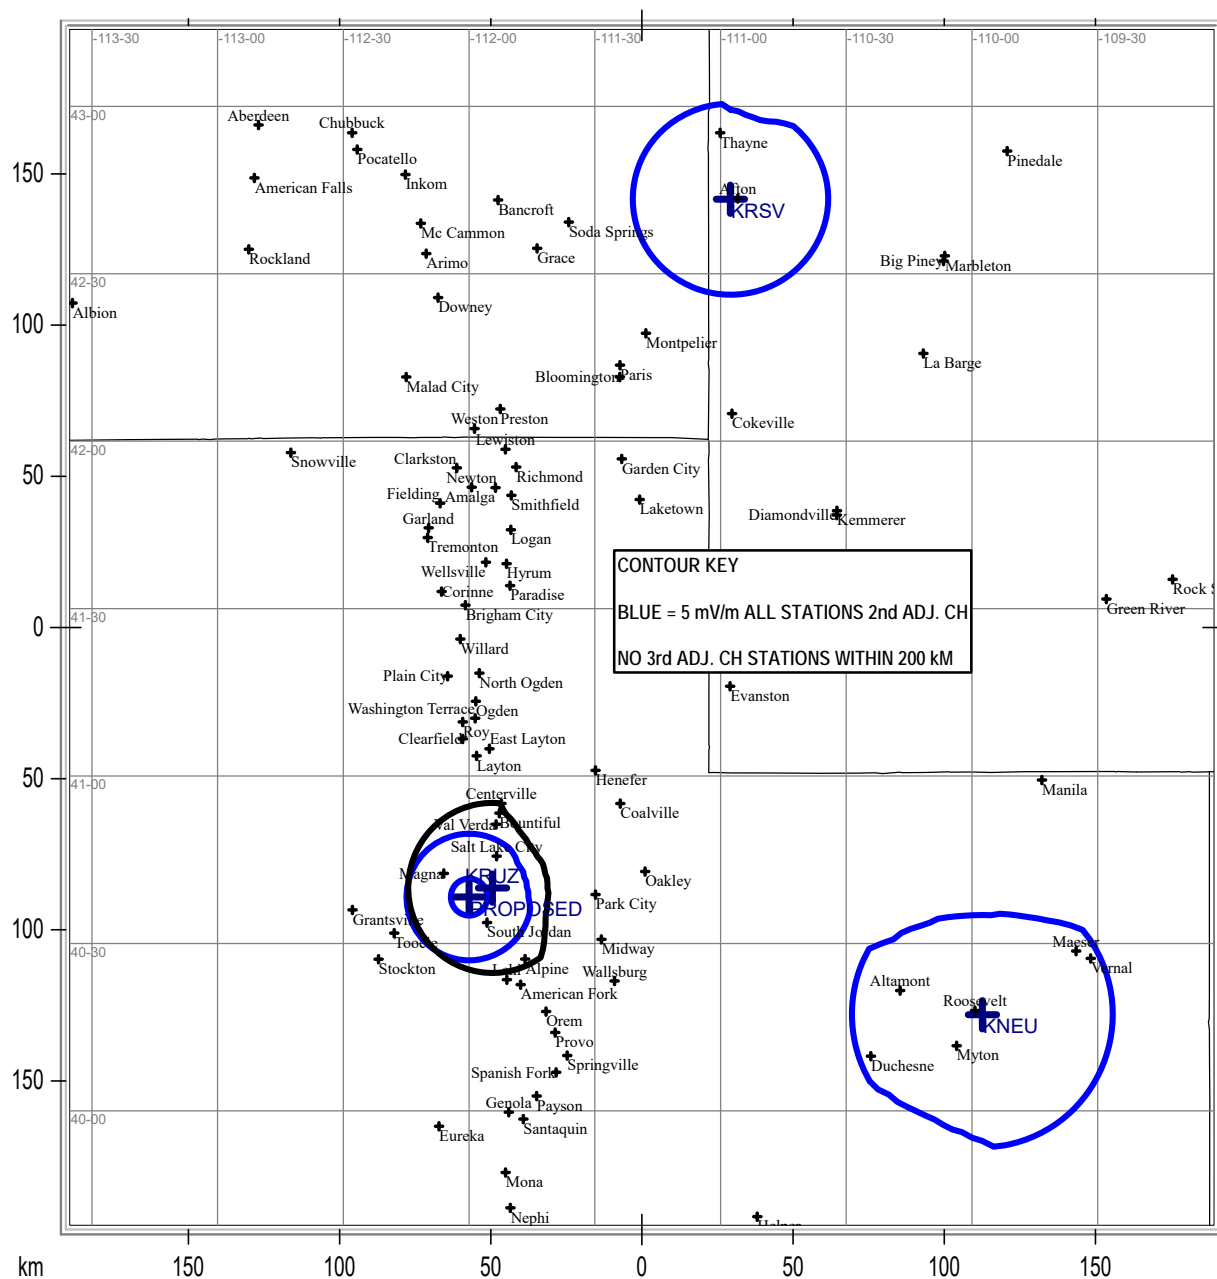 -113-30
-113-00
-112-30
-112-00
-111-30
-111-00
-110-30
-110-00
-109-30
43-00
Aberdeen
Chubbuck
Pocatello
Thayne
Pinedale
150
American Falls
Inkom
Afton
KRSV
Bancroft
Soda Springs
Mc Cammon
Rockland
Arimo
Grace
Big Piney
Marbleton
42-30
Albion
Downey
100
Montpelier
La Barge
Bloomington
Paris
Malad City
Weston
Preston
Cokeville
Lewiston
42-00
Snowville
Clarkston
Richmond
Garden City
50
Newton
Fielding
Amalga
Smithfield
Laketown
Diamondville
Kemmerer
Garland
Tremonton
Logan
CONTOUR KEY
Wellsville
Hyrum
Corinne
Paradise
Rock S
Green River
BLUE = 5 mV/m ALL STATIONS 2nd ADJ. CH
41-30
Brigham City
0
Willard
NO 3rd ADJ. CH STATIONS WITHIN 200 kM
Plain City
North Ogden
Evanston
Washington Terrace
Ogden
Roy
Clearfield
East Layton
Layton
50
41-00
Henefer
Manila
Centerville
Coalville
Val Verda
Bountiful
Salt Lake City
Magna
KRUZ
Oakley
PROPOSED
Park City
100
Grantsville
South Jordan
Tooele
Midway
Maeser
40-30
Stockton
Lehi
Alpine
Wallsburg
Vernal
American Fork
Altamont
Roosevelt
Orem
KNEU
Provo
Springville
Duchesne
Myton
150
Spanish Fork
Genola
Payson
40-00
Eureka
Santaquin
Mona
Nephi
Helper
km
150
100
50
0
50
100
150